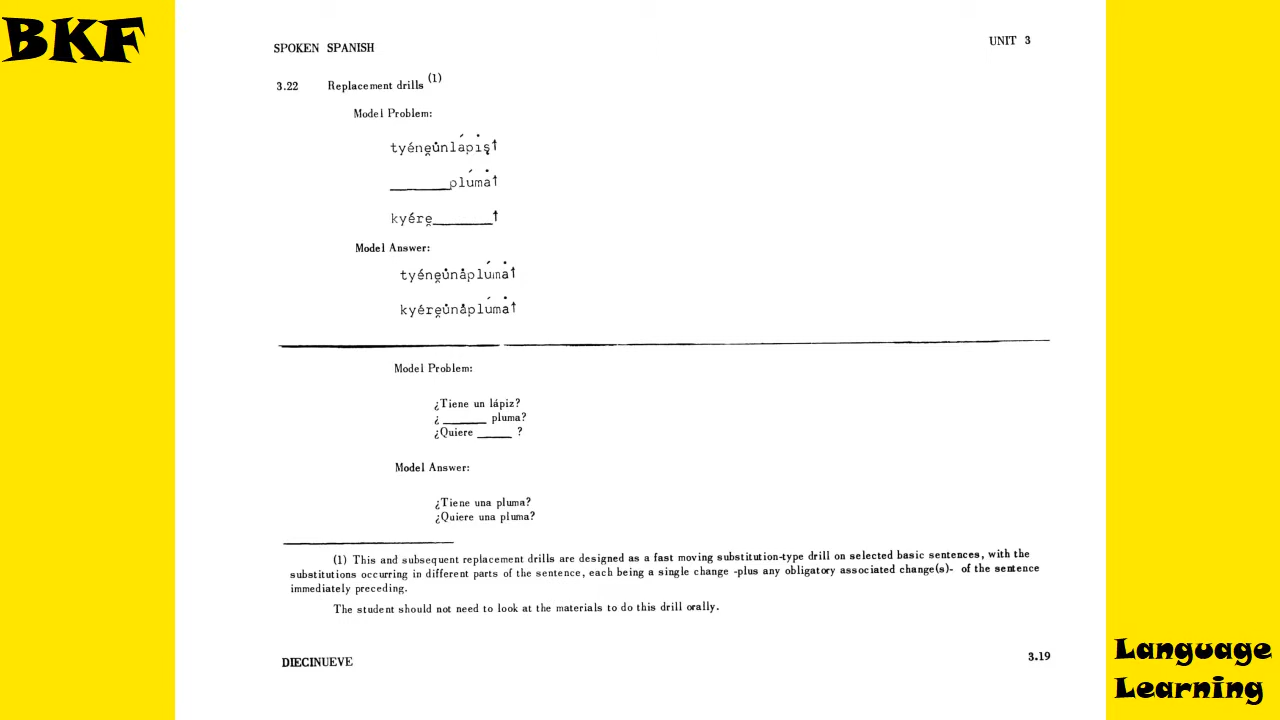 BKF
SPOKEN SPANISH
UNIT 3
3.22 Replacement drills (1)
Model Problem:
tyéne̯ůnlápi̊ş↑
______plúmå↑
kyére̯______↑
Model Answer:
tyéne̯ůnåplúmå↑
kyére̯ůnåplúmå↑
Model Problem:
¿Tiene un lápiz?
¿ ______ pluma?
¿Quiere _____ ?
Model Answer:
¿Tiene una pluma?
¿Quiere una pluma?
(1) This and subsequent replacement drills are designed as a fast moving substitution-type drill on selected basic sentences, with the
substitutions occurring in different parts of the sentence, each being a single change -plus any obligatory associated change(s)- of the sentence
immediately preceding.
The student should not need to look at the materials to do this drill orally.
DIECINUEVE
3.19
Language
Learning